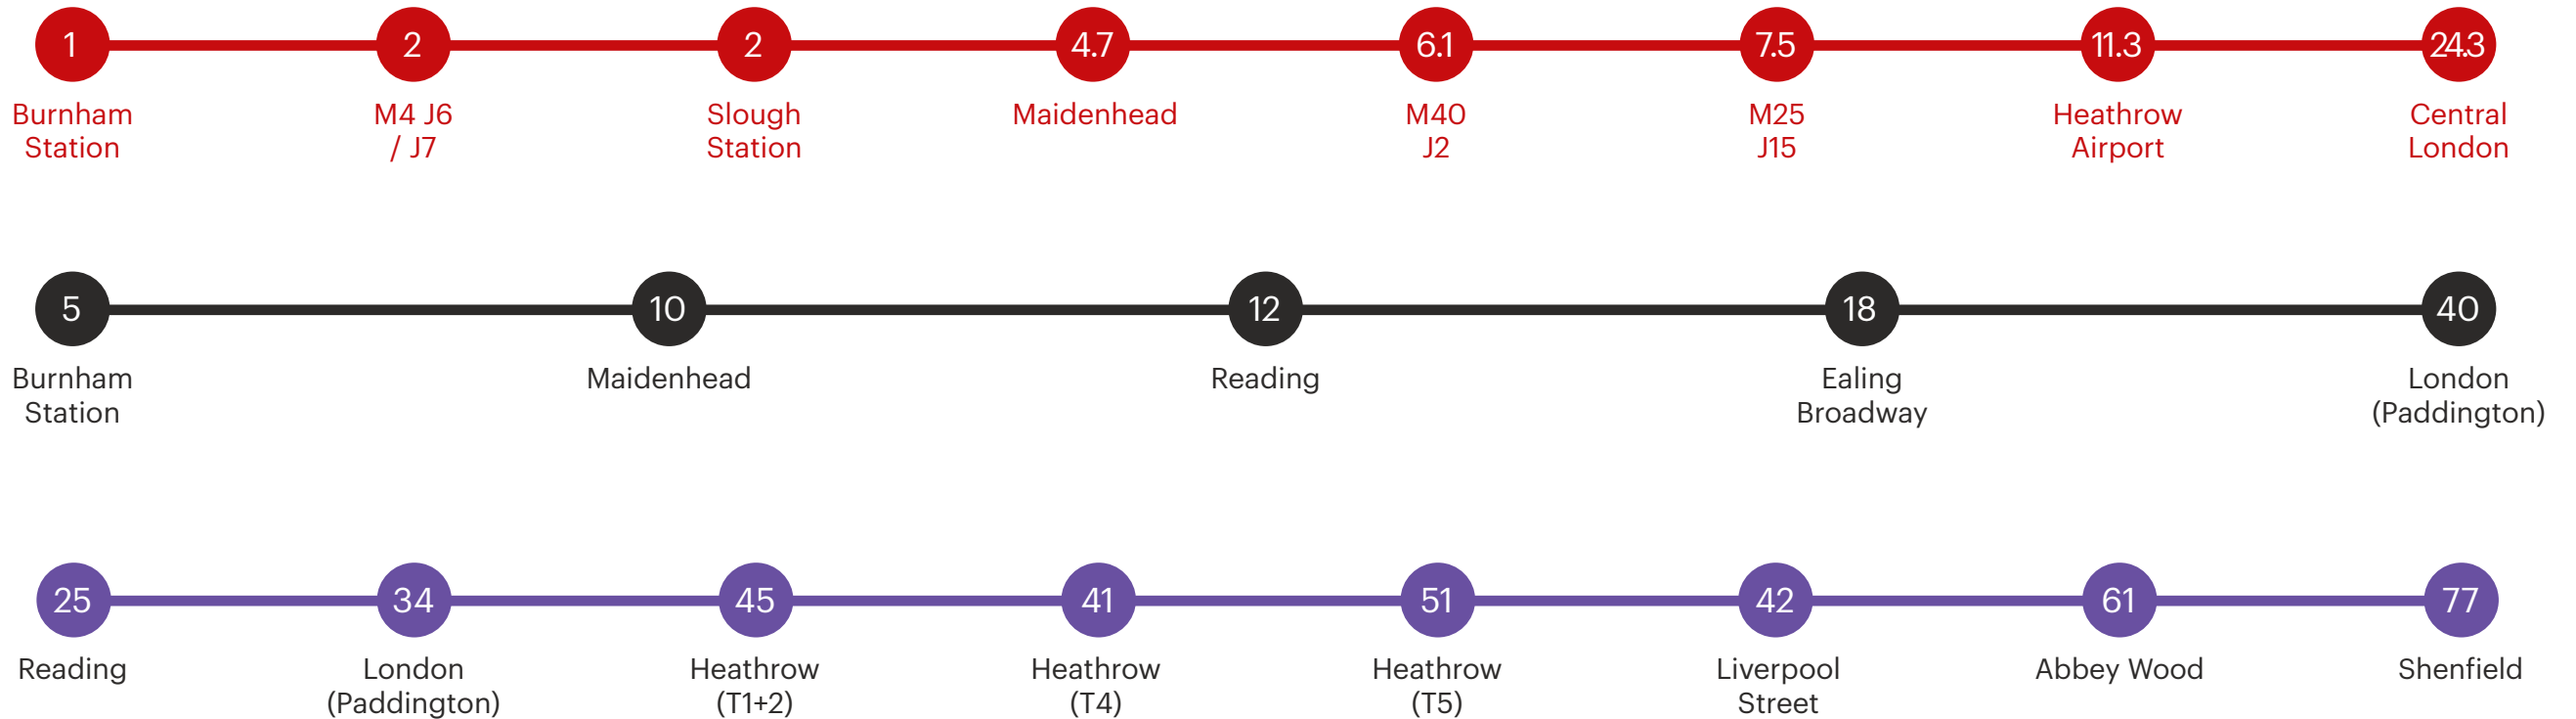 1 2 2 4.7 6.1 7.5 11.3 24.3
Burnham M4 J6 Slough Maidenhead M40 M25 Heathrow Central
Station / J7 Station J2 J15 Airport London
5 10 12 18 40
Burnham Maidenhead Reading Ealing London
Station Broadway (Paddington)
25 34 45 41 51 42 61 77
Reading London Heathrow Heathrow Heathrow Liverpool Abbey Wood Shenfield
(Paddington) (T1+2) (T4) (T5) Street